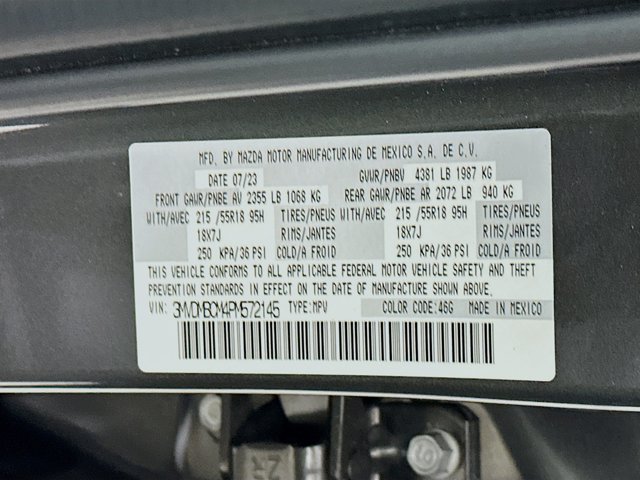 MFD. BY MAZDA MOTOR MANUFACTURING DE MEXICO S.A. DE C.V.
DATE 07/23 GVWR/PNBV 4381 LB 1987 KG
FRONT GAWR/PNBE AV 2355 LB 1068 KG REAR GAWR/PNBE AR 2072 LB 940 KG
WITH/AVEC 215 /55R18 95H TIRES/PNEUS WITH/AVEC 215 /55R18 95H TIRES/PNEUS
18X7J RIMS/JANTES 18X7J RIMS/JANTES
250 KPA/36 PSI COLD/A FROID 250 KPA/36 PSI COLD/A FROID
THIS VEHICLE CONFORMS TO ALL APPLICABLE FEDERAL MOTOR VEHICLE SAFETY AND THEFT
PREVENTION STANDARDS IN EFFECT ON THE DATE OF MANUFACTURE SHOWN ABOVE.
VIN: 3MVDMBCM4PM572145 TYPE:MPV COLOR CODE:46G MADE IN MEXICO